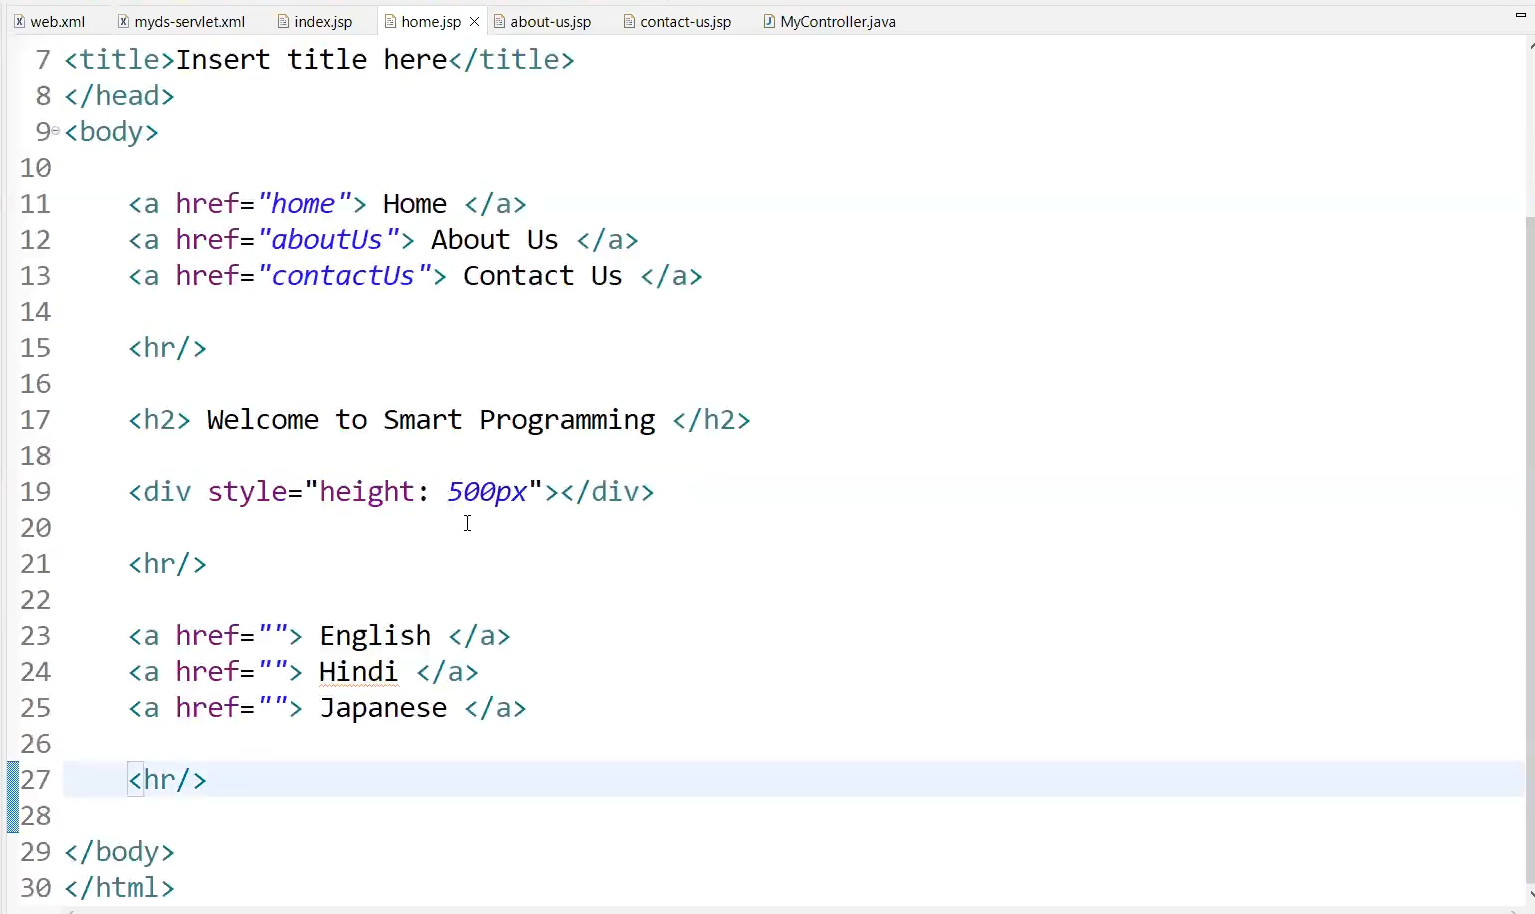 web.xml myds-servlet.xml index.jsp home.jsp about-us.jsp contact-us.jsp MyController.java
7 <title>Insert title here</title>
8 </head>
9 <body>
10
11 <a href="home"> Home </a>
12 <a href="aboutUs"> About Us </a>
13 <a href="contactUs"> Contact Us </a>
14
15 <hr/>
16
17 <h2> Welcome to Smart Programming </h2>
18
19 <div style="height: 500px"></div>
20
21 <hr/>
22
23 <a href=""> English </a>
24 <a href=""> Hindi </a>
25 <a href=""> Japanese </a>
26
27 <hr/>
28
29 </body>
30 </html>